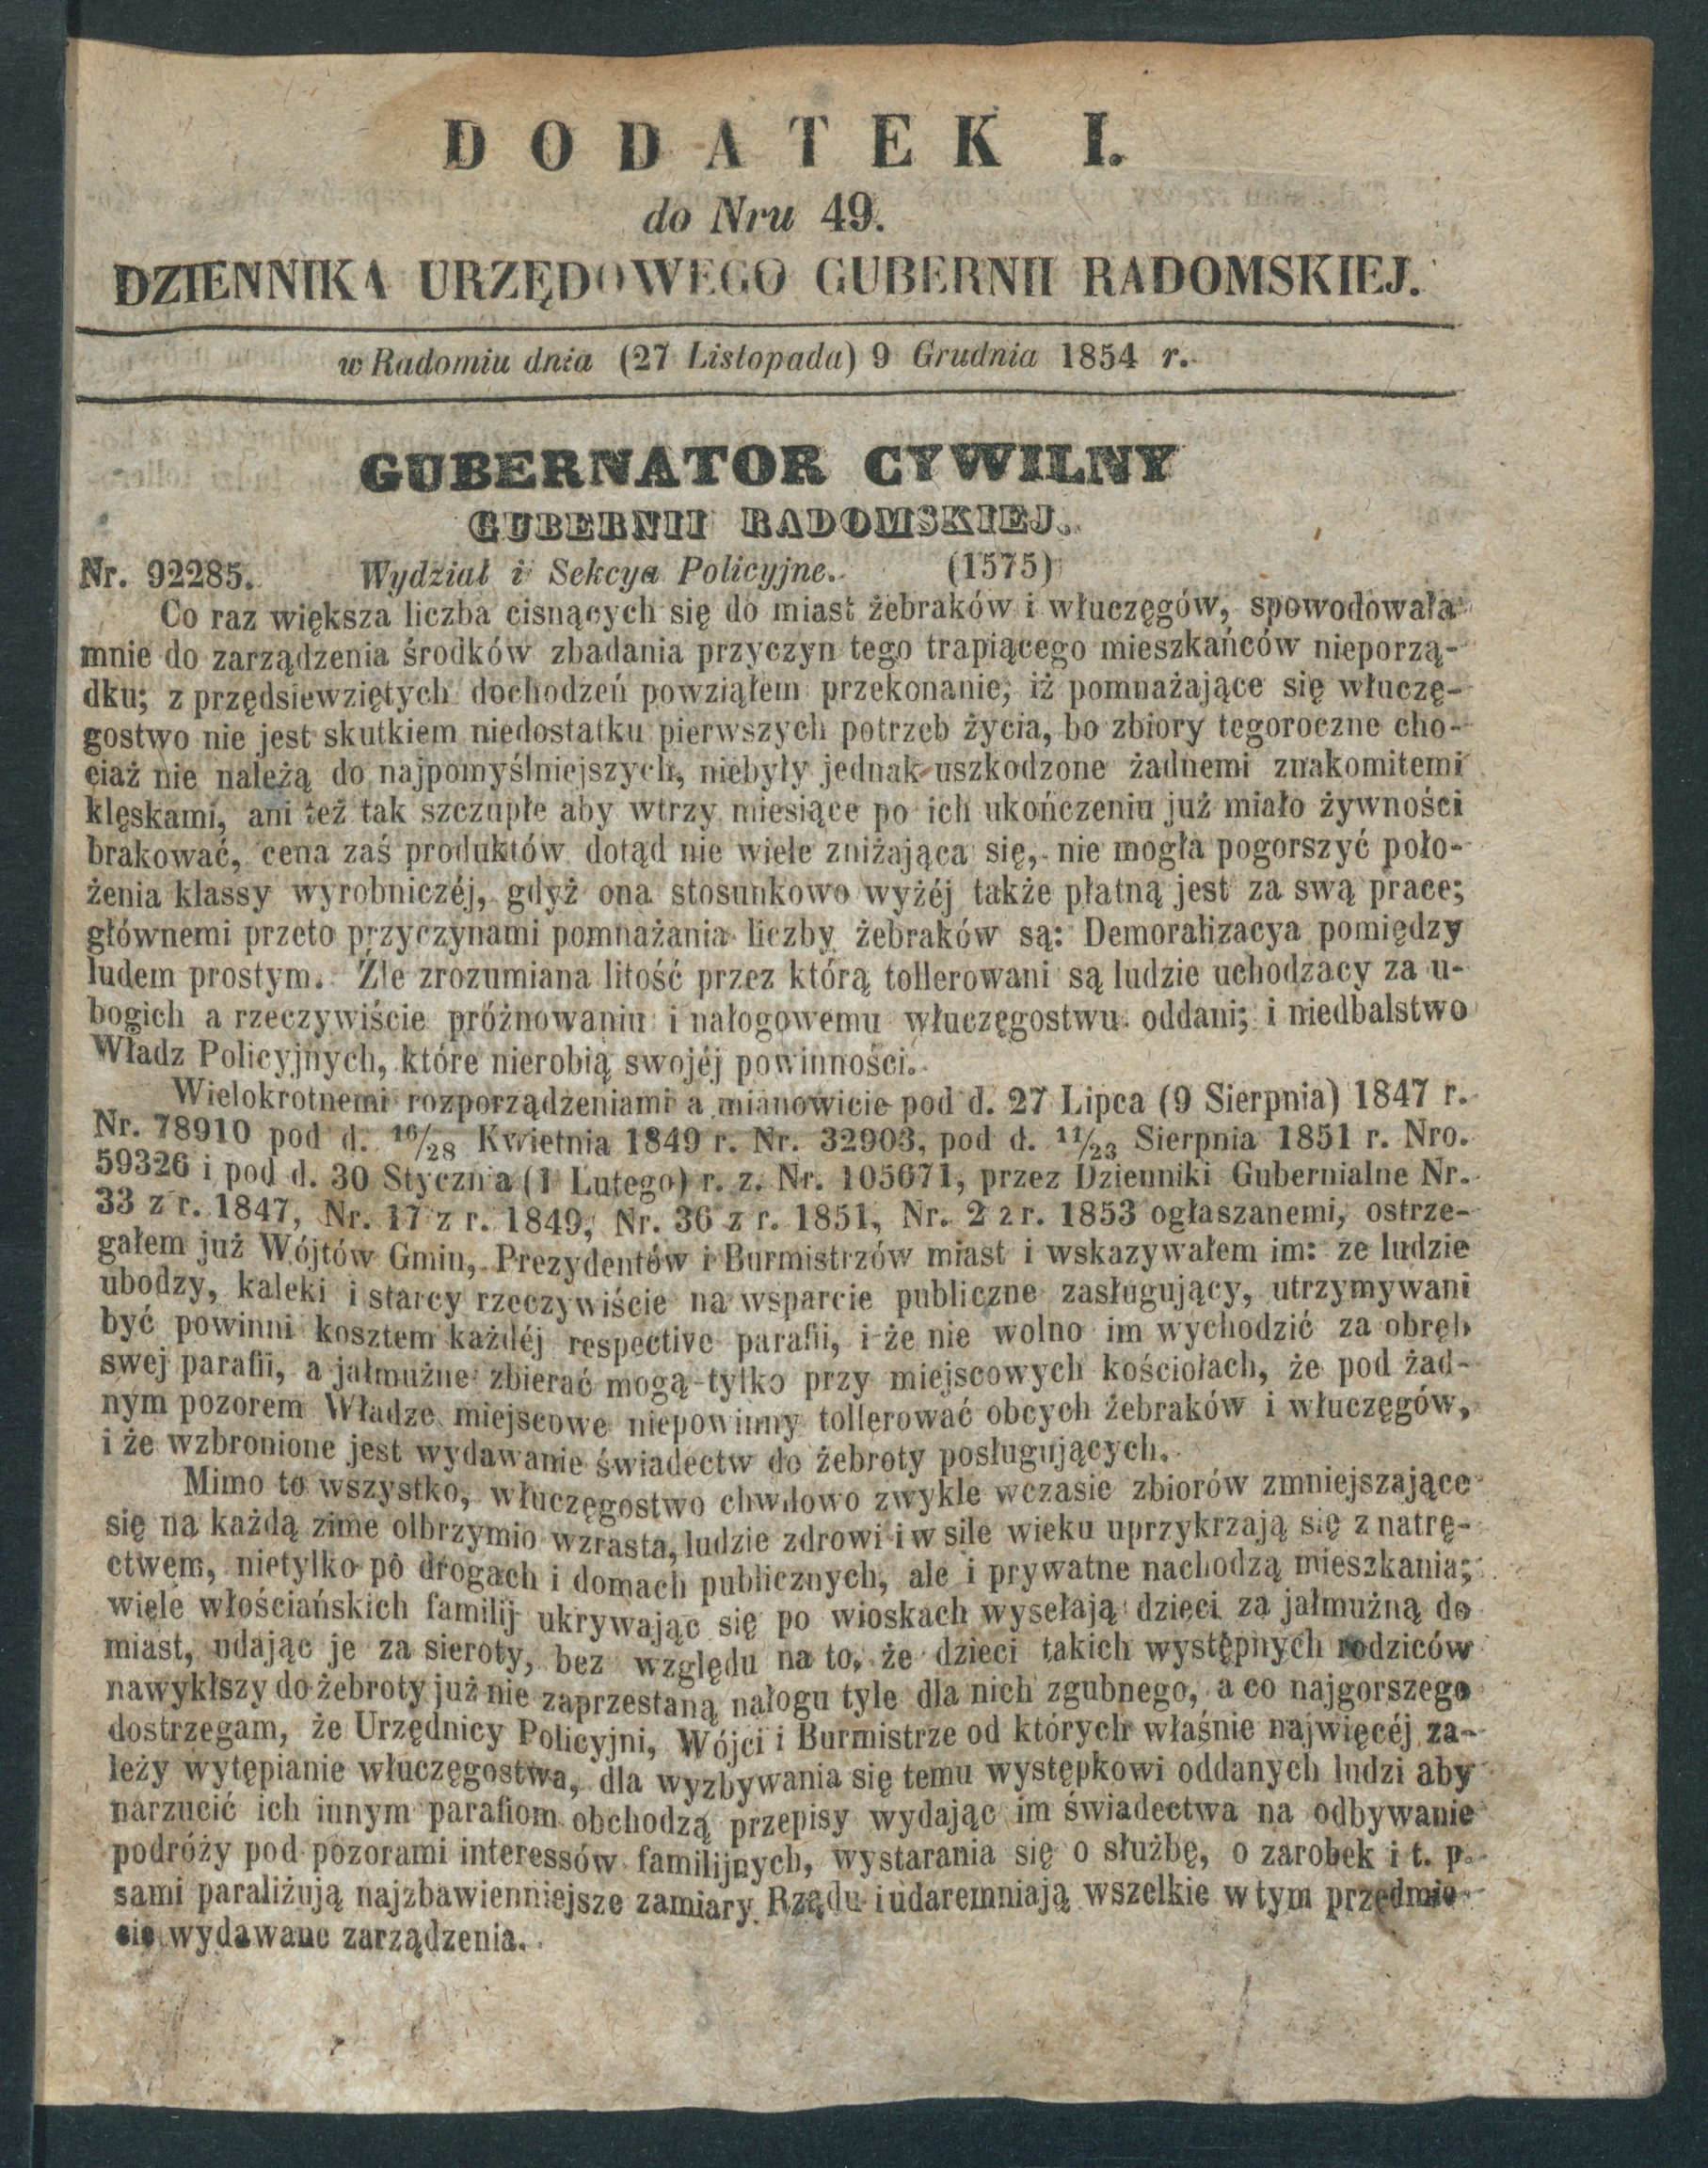 DODATEK I.
do Nru 49.
DZIENNIKA URZĘDOWEGO GUBERNII RADOMSKIEJ.
w Radomiu dnia (27 Listopada) 9 Grudnia 1854 r.
GUBERNATOR CYWILNY
GUBERNII RADOMSKIEJ.
Nr. 92285. Wydział i Sekcya Policyjne. (1575)
Co raz większa liczba cisnących się do miast żebraków i włuczęgów, spowodowała
mnie do zarządzenia środków zbadania przyczyn tego trapiącego mieszkańców nieporzą-
dku; z przędsiewziętych dochodzeń powziąłem przekonanie, iż pomnażające się włuczę-
gostwo nie jest skutkiem niedostatku pierwszych potrzeb życia, bo zbiory tegoroczne cho-
ciaż nie należą do najpomyślniejszych, niebyły jednak uszkodzone żadnemi znakomitemi
klęskami, ani też tak szczupłe aby wtrzy miesiące po ich ukończeniu już miało żywności
brakować, cena zaś produktów dotąd nie wiele zniżająca się, nie mogła pogorszyć poło-
żenia klassy wyrobniczéj, gdyż ona stosunkowo wyżéj także płatną jest za swą prace;
głównemi przeto przyczynami pomnażania liczby żebraków są: Demoralizacya pomiędzy
ludem prostym. Źle zrozumiana litość przez którą tollerowani są ludzie uchodzacy za u-
bogich a rzeczywiście próżnowaniu i nałogowemu włuczęgostwu oddani; i niedbalstwo
Władz Policyjnych, które nierobią swojéj powinności.
Wielokrotnemi rozporządzeniami a mianowicie pod d. 27 Lipca (9 Sierpnia) 1847 r.
Nr. 78910 pod d. 16/28 Kwietnia 1849 r. Nr. 32903, pod d. 11/23 Sierpnia 1851 r. Nro.
59326 i pod d. 30 Stycznia (1 Lutego) r. z. Nr. 105671, przez Dzienniki Gubernialne Nr.
33 z r. 1847, Nr. 17 z r. 1849, Nr. 36 z r. 1851, Nr. 2 z r. 1853 ogłaszanemi, ostrze-
gałem już Wójtów Gmin, Prezydentów i Burmistrzów miast i wskazywałem im: że ludzie
ubodzy, kaleki i starcy rzeczywiście na wsparcie publiczne zasługujący, utrzymywani
być powinni kosztem każdéj respective parafii, i że nie wolno im wychodzić za obręb
swej parafii, a jałmużne zbierać mogą tylko przy miejscowych kościołach, że pod żad-
nym pozorem Władze miejscowe niepowinny tollerować obcych żebraków i włuczęgów,
i że wzbronione jest wydawanie świadectw do żebroty posługujących.
Mimo to wszystko, włuczęgostwo chwilowo zwykle wczasie zbiorów zmniejszające
się na każdą zime olbrzymio wzrasta, ludzie zdrowi i w sile wieku uprzykrzają się z natrę-
ctwem, nietylko po drogach i domach publicznych, ale i prywatne nachodzą mieszkania;
wiele włościańskich familij ukrywając się po wioskach wysełają dzieci za jałmużną do
miast, udając je za sieroty, bez względu na to, że dzieci takich występnych rodziców
nawykłszy do żebroty już nie zaprzestaną nałogu tyle dla nich zgubnego, a co najgorszego
dostrzegam, że Urzędnicy Policyjni, Wójci i Burmistrze od których właśnie najwięcéj za-
leży wytępianie włuczęgostwa, dla wyzbywania się temu występkowi oddanych ludzi aby
narzucić ich innym parafiom obchodzą przepisy wydając im świadectwa na odbywanie
podróży pod pozorami interessów familijnych, wystarania się o służbę, o zarobek i t. p.
sami paraliżują najzbawienniejsze zamiary Rządu i udaremniają wszelkie w tym przędmio-
cie wydawane zarządzenia.